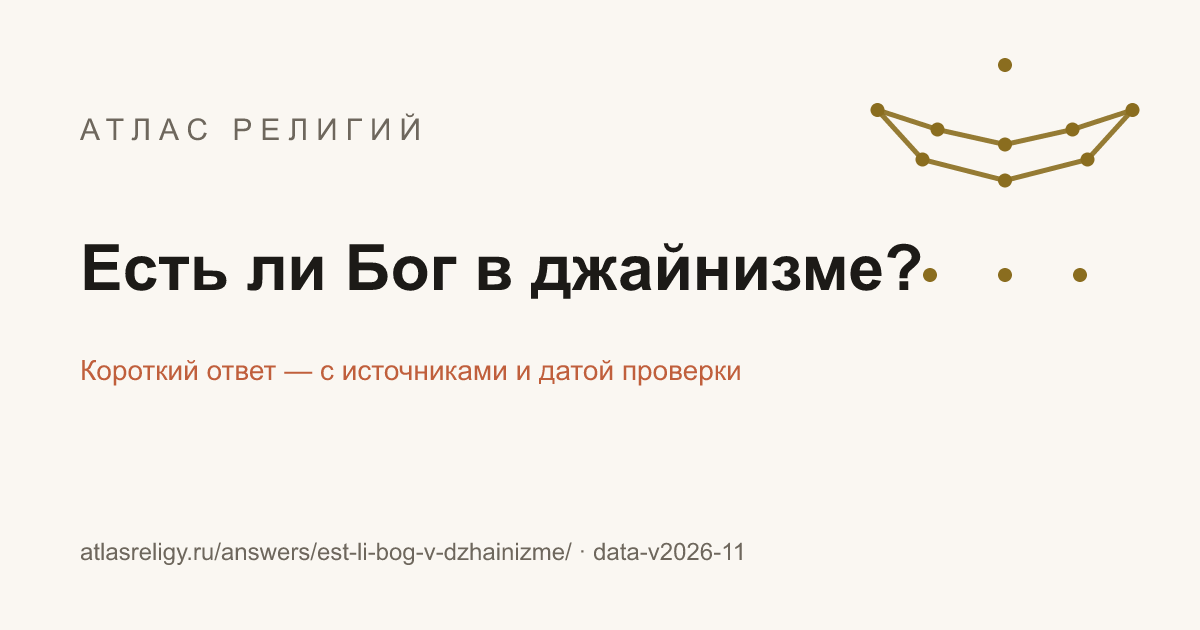 АТЛАС РЕЛИГИЙ
Есть ли Бог в джайнизме?
Короткий ответ — с источниками и датой проверки
atlasreligy.ru/answers/est-li-bog-v-dzhainizme/ · data-v2026-11